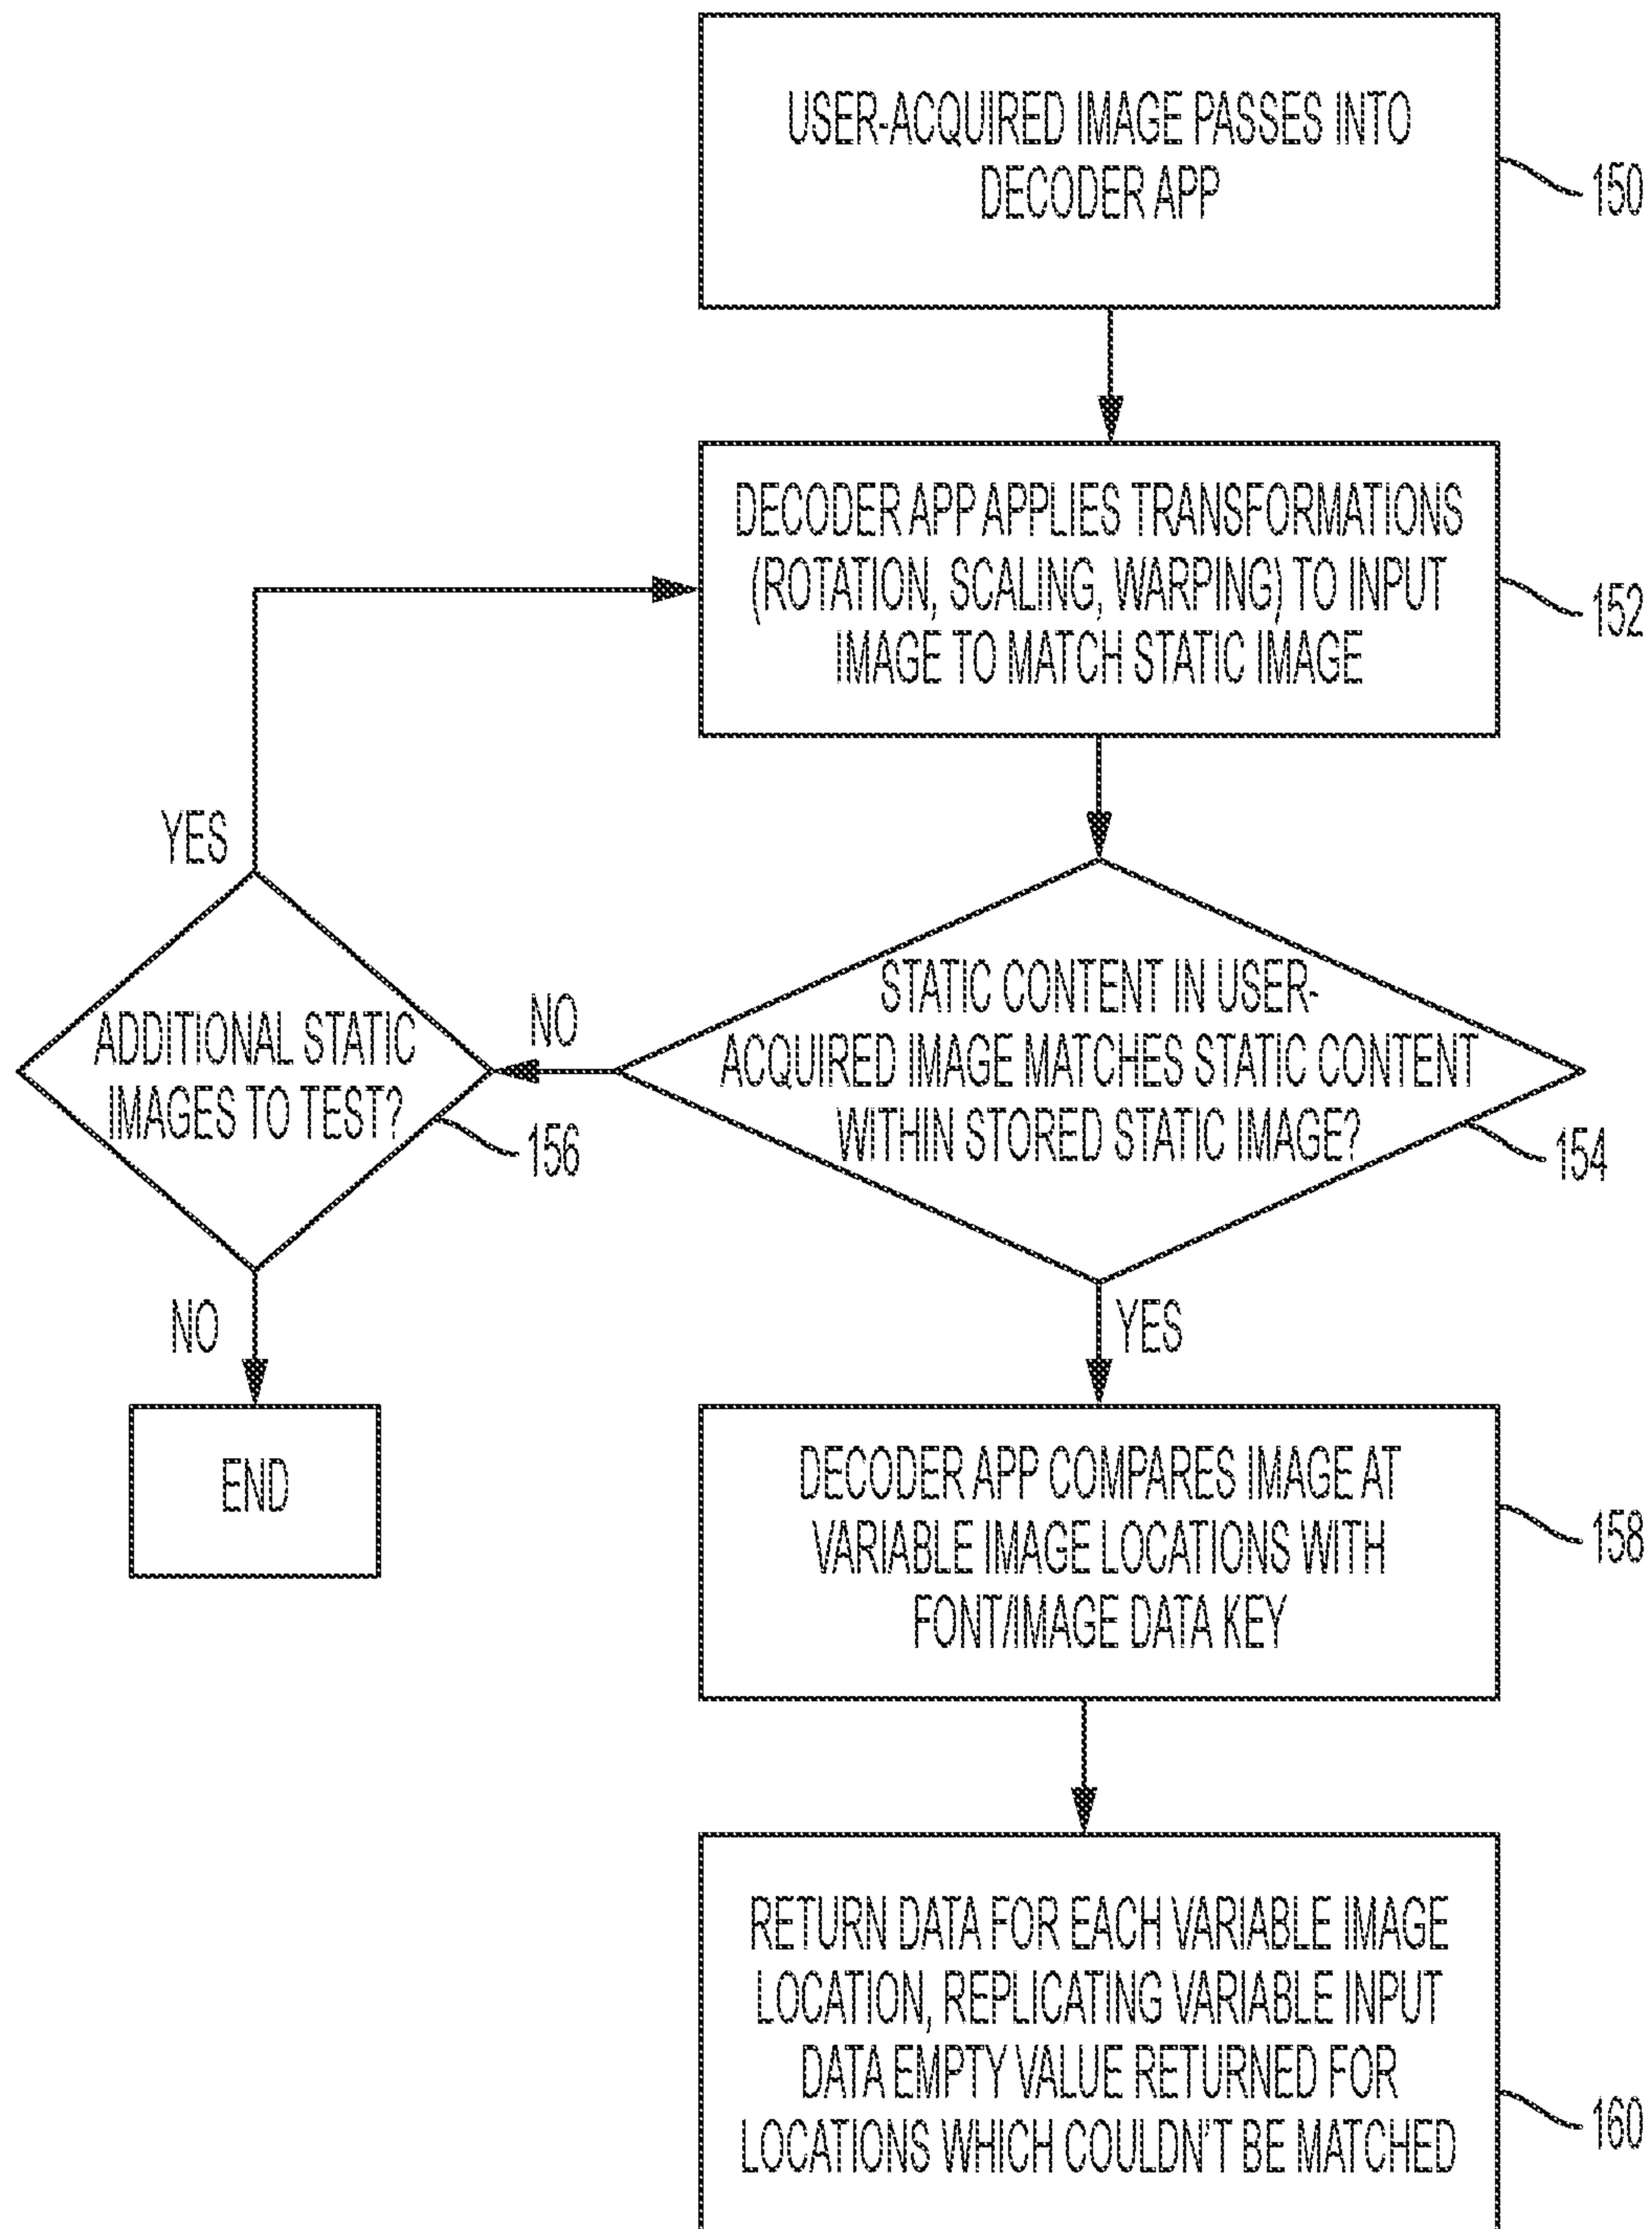 USER-ACQUIRED IMAGE PASSES INTO
DECODER APP
150
DECODER APP APPLIES TRANSFORMATIONS
(ROTATION, SCALING, WARPING) TO INPUT
IMAGE TO MATCH STATIC IMAGE
152
YES
STATIC CONTENT IN USER-
ACQUIRED IMAGE MATCHES STATIC CONTENT
WITHIN STORED STATIC IMAGE?
154
NO
ADDITIONAL STATIC
IMAGES TO TEST?
156
NO
YES
END
DECODER APP COMPARES IMAGE AT
VARIABLE IMAGE LOCATIONS WITH
FONT/IMAGE DATA KEY
158
RETURN DATA FOR EACH VARIABLE IMAGE
LOCATION, REPLICATING VARIABLE INPUT
DATA EMPTY VALUE RETURNED FOR
LOCATIONS WHICH COULDN'T BE MATCHED
160